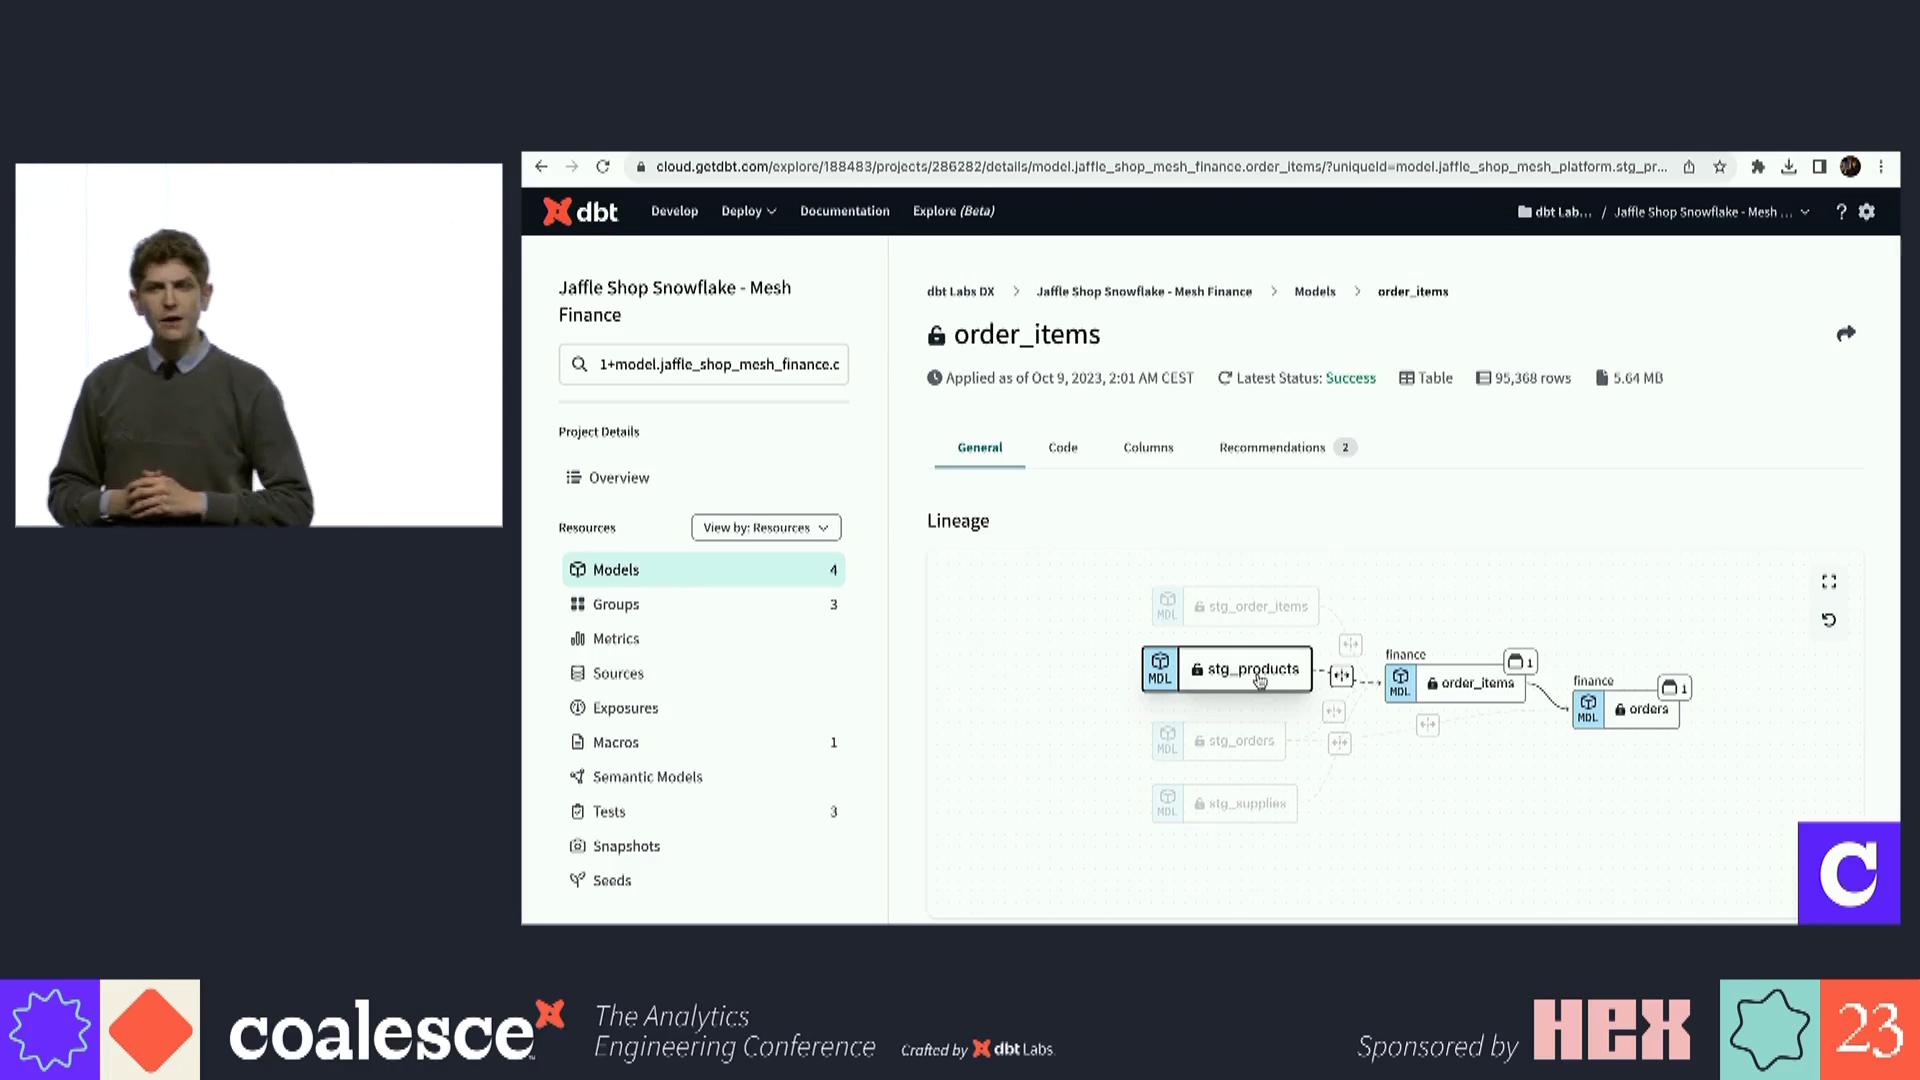 cloud.getdbt.com/explore/188483/projects/286282/details/model.jaffle_shop_mesh_finance.order_items/?uniqueId=model.jaffle_shop_mesh_platform.stg_pr...
dbt Develop Deploy Documentation Explore (Beta) dbt Lab... / Jaffle Shop Snowflake - Mesh ... ?
Jaffle Shop Snowflake - Mesh
Finance
1+model.jaffle_shop_mesh_finance.c
Project Details
Overview
Resources View by: Resources
Models 4
Groups 3
Metrics
Sources
Exposures
Macros 1
Semantic Models
Tests 3
Snapshots
Seeds
dbt Labs DX > Jaffle Shop Snowflake - Mesh Finance > Models > order_items
order_items
Applied as of Oct 9, 2023, 2:01 AM CEST Latest Status: Success Table 95,368 rows 5.64 MB
General Code Columns Recommendations 2
Lineage
MDL stg_order_items
MDL stg_products
MDL stg_orders
MDL stg_supplies
finance 1
MDL order_items
finance 1
MDL orders
C
coalesce
The Analytics
Engineering Conference
Crafted by dbt Labs.
Sponsored by HEX
23